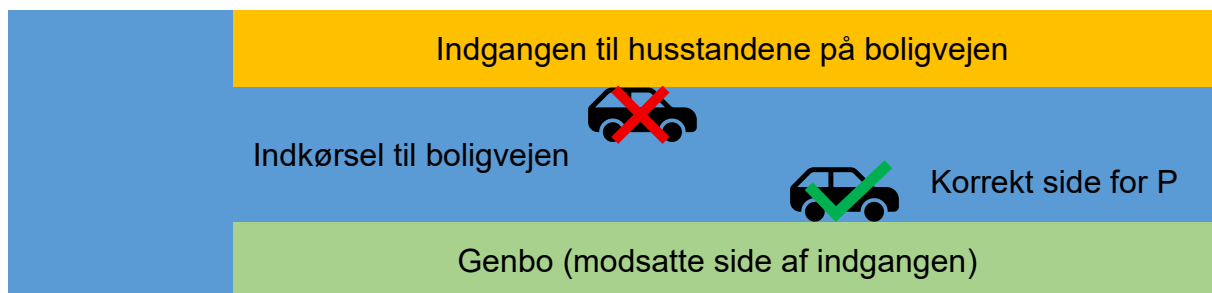 Indgangen til husstandene på boligvejen
Indkørsel til boligvejen
Korrekt side for P
Genbo (modsatte side af indgangen)